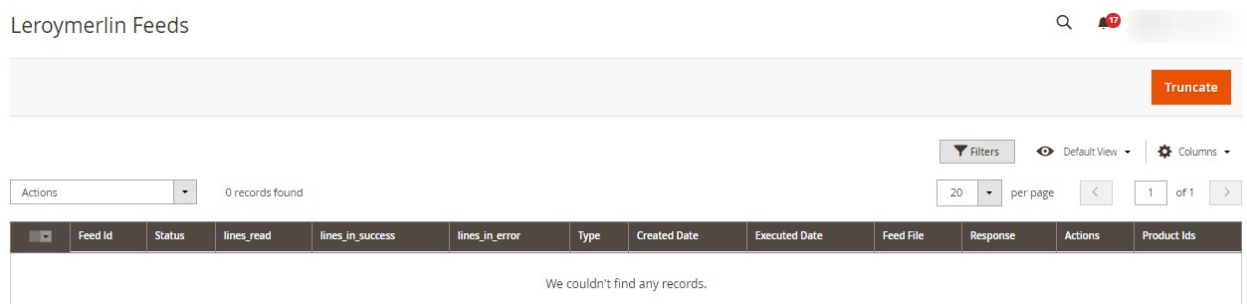 Leroymerlin Feeds
17
Truncate
Filters Default View Columns
Actions 0 records found 20 per page 1 of 1
Feed Id Status lines_read lines_in_success lines_in_error Type Created Date Executed Date Feed File Response Actions Product Ids
We couldn't find any records.